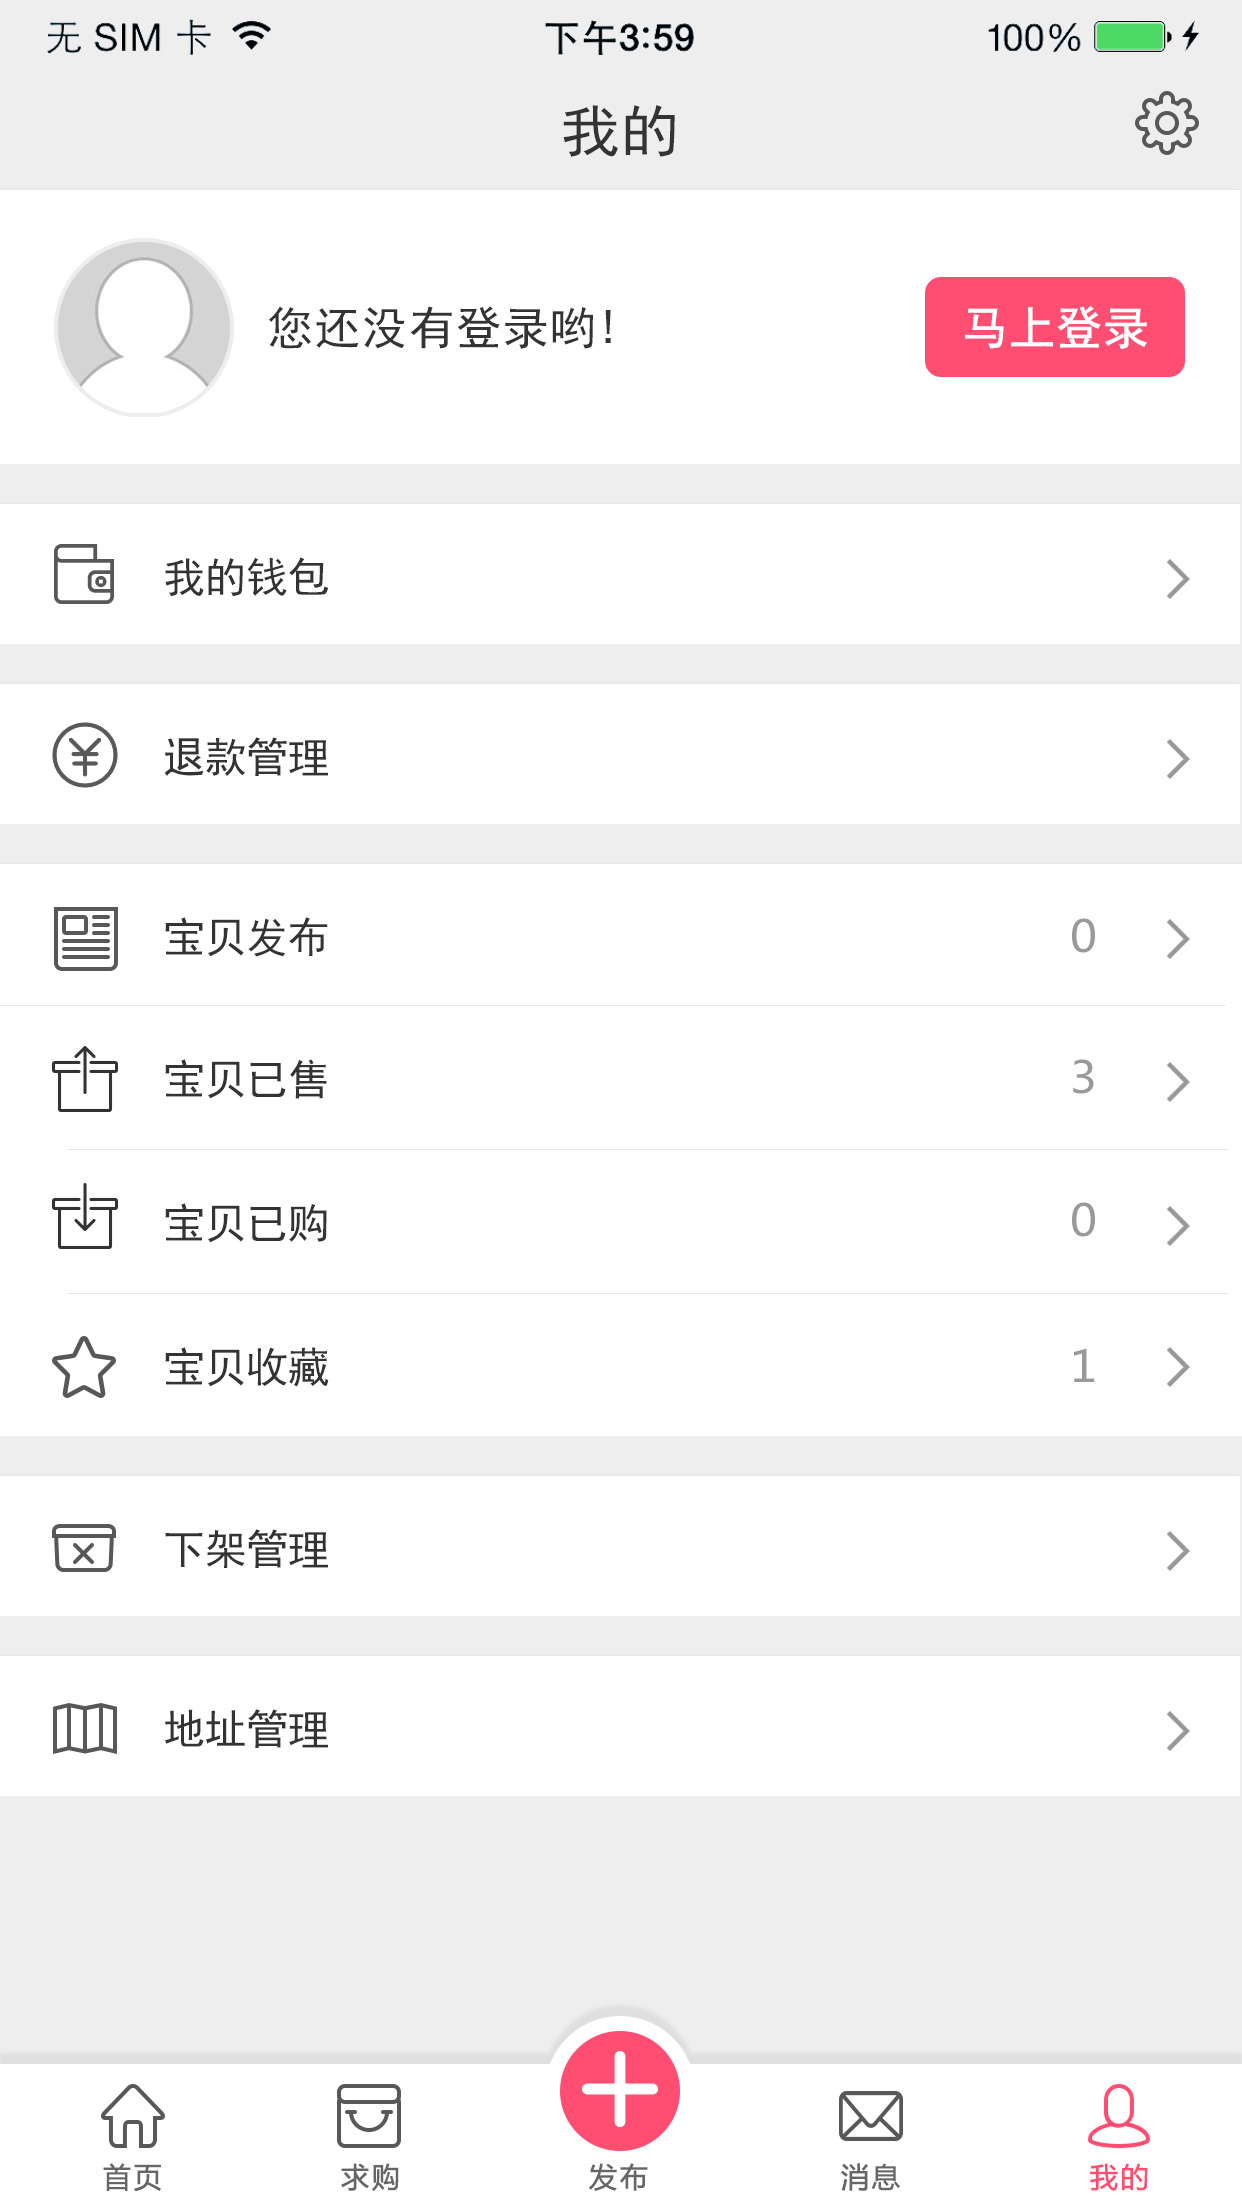 无 SIM 卡 下午3:59 100%
我的
您还没有登录哟! 马上登录
我的钱包
退款管理
宝贝发布 0
宝贝已售 3
宝贝已购 0
宝贝收藏 1
下架管理
地址管理
首页 求购 发布 消息 我的